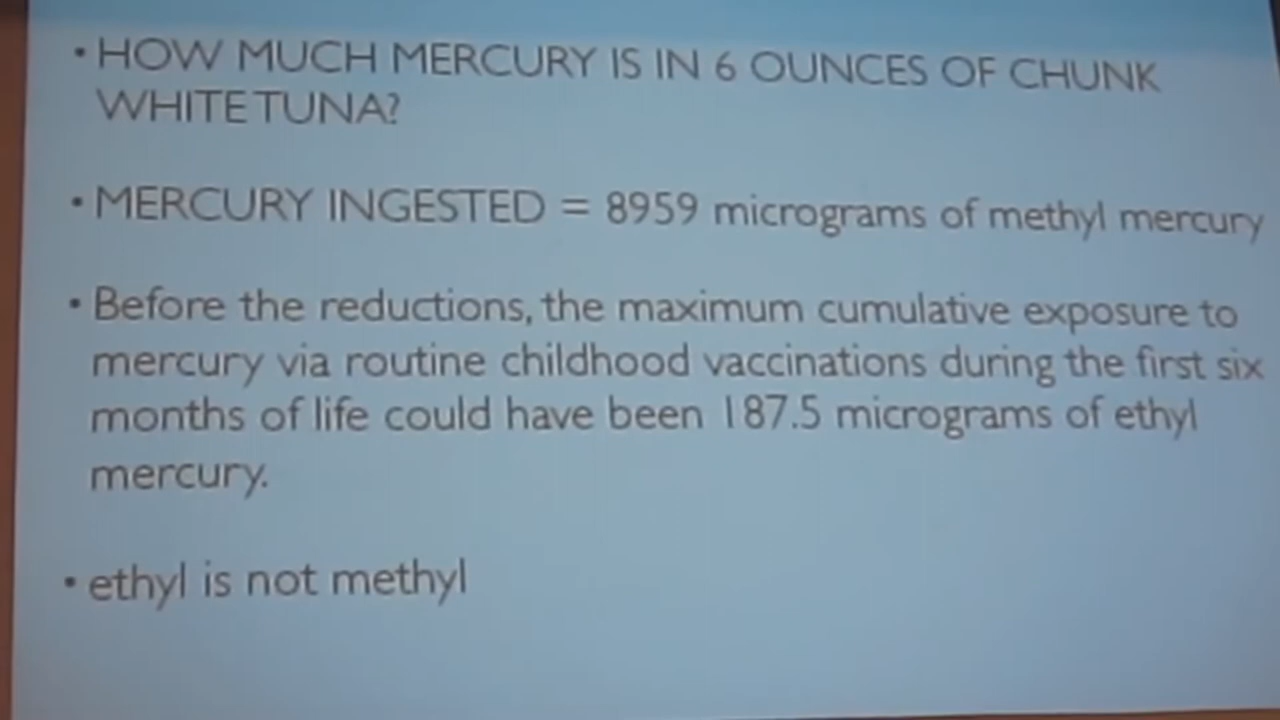 • HOW MUCH MERCURY IS IN 6 OUNCES OF CHUNK
WHITE TUNA?
• MERCURY INGESTED = 8959 micrograms of methyl mercury
• Before the reductions, the maximum cumulative exposure to
mercury via routine childhood vaccinations during the first six
months of life could have been 187.5 micrograms of ethyl
mercury.
• ethyl is not methyl